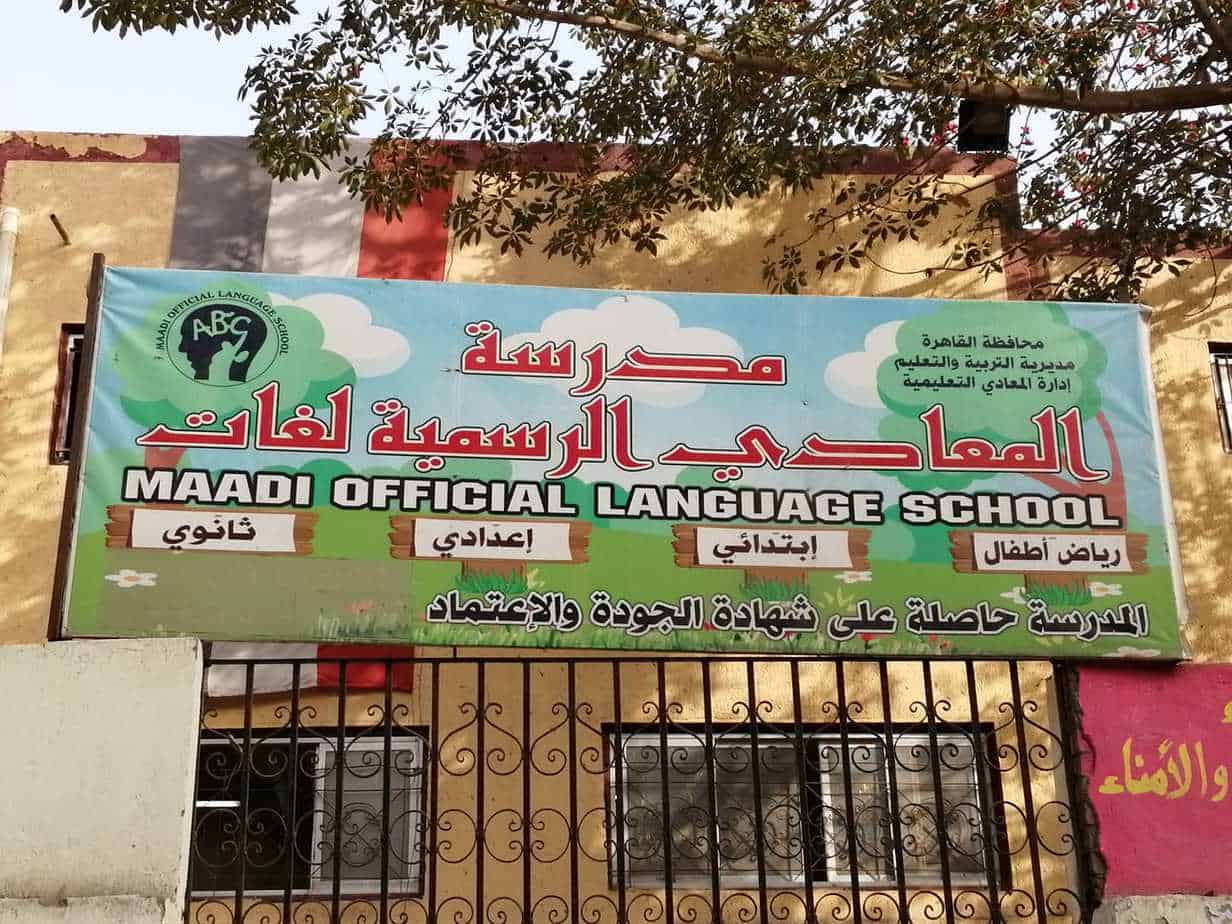 MAADI OFFICIAL LANGUAGE SCHOOL
ABC
محافظة القاهرة
مديرية التربية والتعليم
إدارة المعادي التعليمية
مدرسة
المعادي الرسمية لغات
MAADI OFFICIAL LANGUAGE SCHOOL
رياض أطفال
إبتدائي
إعدادي
ثانوي
المدرسة حاصلة على شهادة الجودة والإعتماد
والأمناء